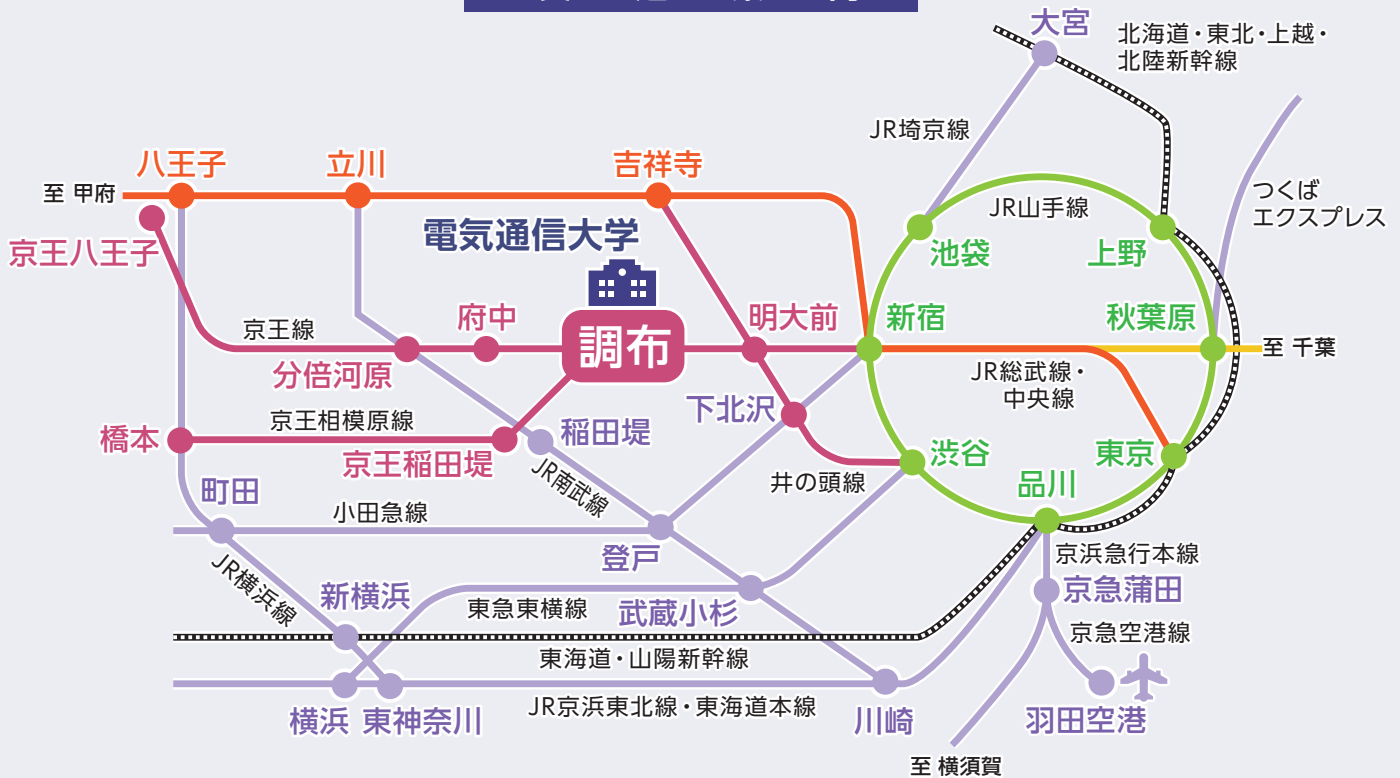 大宮
北海道・東北・上越・
北陸新幹線
JR埼京線
八王子
立川
吉祥寺
至 甲府
つくば
エクスプレス
JR山手線
京王八王子
電気通信大学
池袋
上野
京王線
府中
調布
明大前
新宿
秋葉原
至 千葉
分倍河原
JR総武線・
中央線
京王相模原線
下北沢
橋本
京王稲田堤
稲田堤
渋谷
東京
井の頭線
品川
町田
JR南武線
小田急線
登戸
京浜急行本線
JR横浜線
新横浜
東急東横線
武蔵小杉
京急蒲田
京急空港線
東海道・山陽新幹線
横浜
東神奈川
JR京浜東北線・東海道本線
川崎
羽田空港
至 横須賀